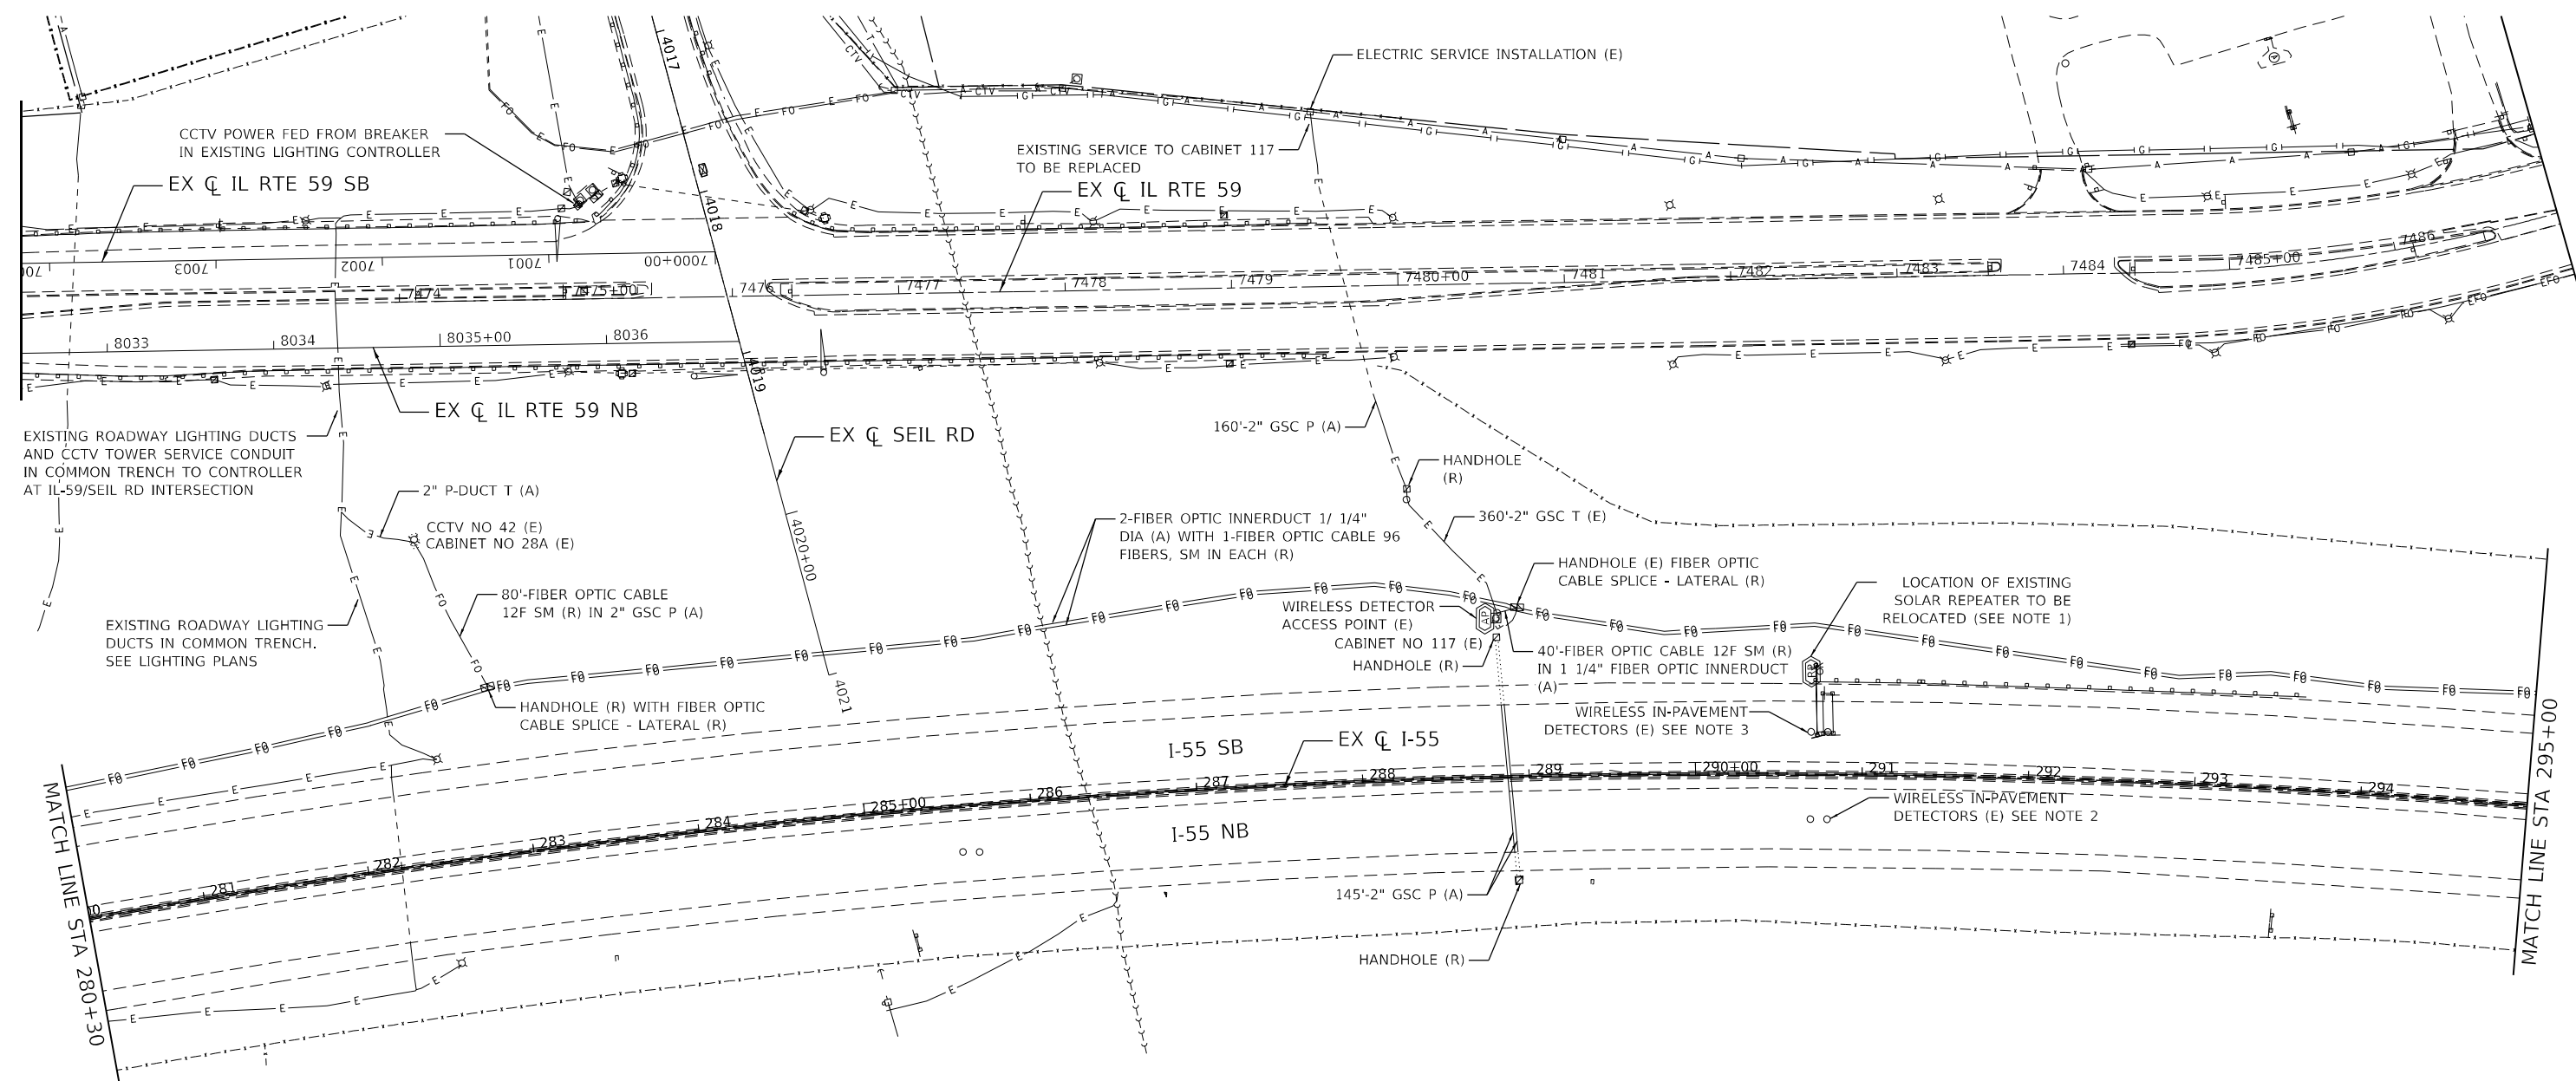 ELECTRIC SERVICE INSTALLATION (E)
CCTV POWER FED FROM BREAKER
IN EXISTING LIGHTING CONTROLLER
EXISTING SERVICE TO CABINET 117
TO BE REPLACED
EX ℄ IL RTE 59 SB
EX ℄ IL RTE 59
4017
4018
4019
4020+00
4021
7003
7002
7001
7000+00
7474
7475+00
7476
7477
7478
7479
7480+00
7481
7482
7483
7484
7485+00
7486
8033
8034
8035+00
8036
EX ℄ IL RTE 59 NB
EX ℄ SEIL RD
160'-2" GSC P (A)
EXISTING ROADWAY LIGHTING DUCTS
AND CCTV TOWER SERVICE CONDUIT
IN COMMON TRENCH TO CONTROLLER
AT IL-59/SEIL RD INTERSECTION
HANDHOLE
(R)
2" P-DUCT T (A)
CCTV NO 42 (E)
CABINET NO 28A (E)
2-FIBER OPTIC INNERDUCT 1/ 1/4"
DIA (A) WITH 1-FIBER OPTIC CABLE 96
FIBERS, SM IN EACH (R)
360'-2" GSC T (E)
HANDHOLE (E) FIBER OPTIC
CABLE SPLICE - LATERAL (R)
LOCATION OF EXISTING
SOLAR REPEATER TO BE
RELOCATED (SEE NOTE 1)
80'-FIBER OPTIC CABLE
12F SM (R) IN 2" GSC P (A)
WIRELESS DETECTOR
ACCESS POINT (E)
CABINET NO 117 (E)
HANDHOLE (R)
AP
RP
EXISTING ROADWAY LIGHTING
DUCTS IN COMMON TRENCH.
SEE LIGHTING PLANS
40'-FIBER OPTIC CABLE 12F SM (R)
IN 1 1/4" FIBER OPTIC INNERDUCT
(A)
HANDHOLE (R) WITH FIBER OPTIC
CABLE SPLICE - LATERAL (R)
WIRELESS IN-PAVEMENT
DETECTORS (E) SEE NOTE 3
I-55 SB
EX ℄ I-55
I-55 NB
281
282
283
284
285+00
286
287
288
289
290+00
291
292
293
294
WIRELESS IN-PAVEMENT
DETECTORS (E) SEE NOTE 2
145'-2" GSC P (A)
HANDHOLE (R)
MATCH LINE STA 280+30
MATCH LINE STA 295+00